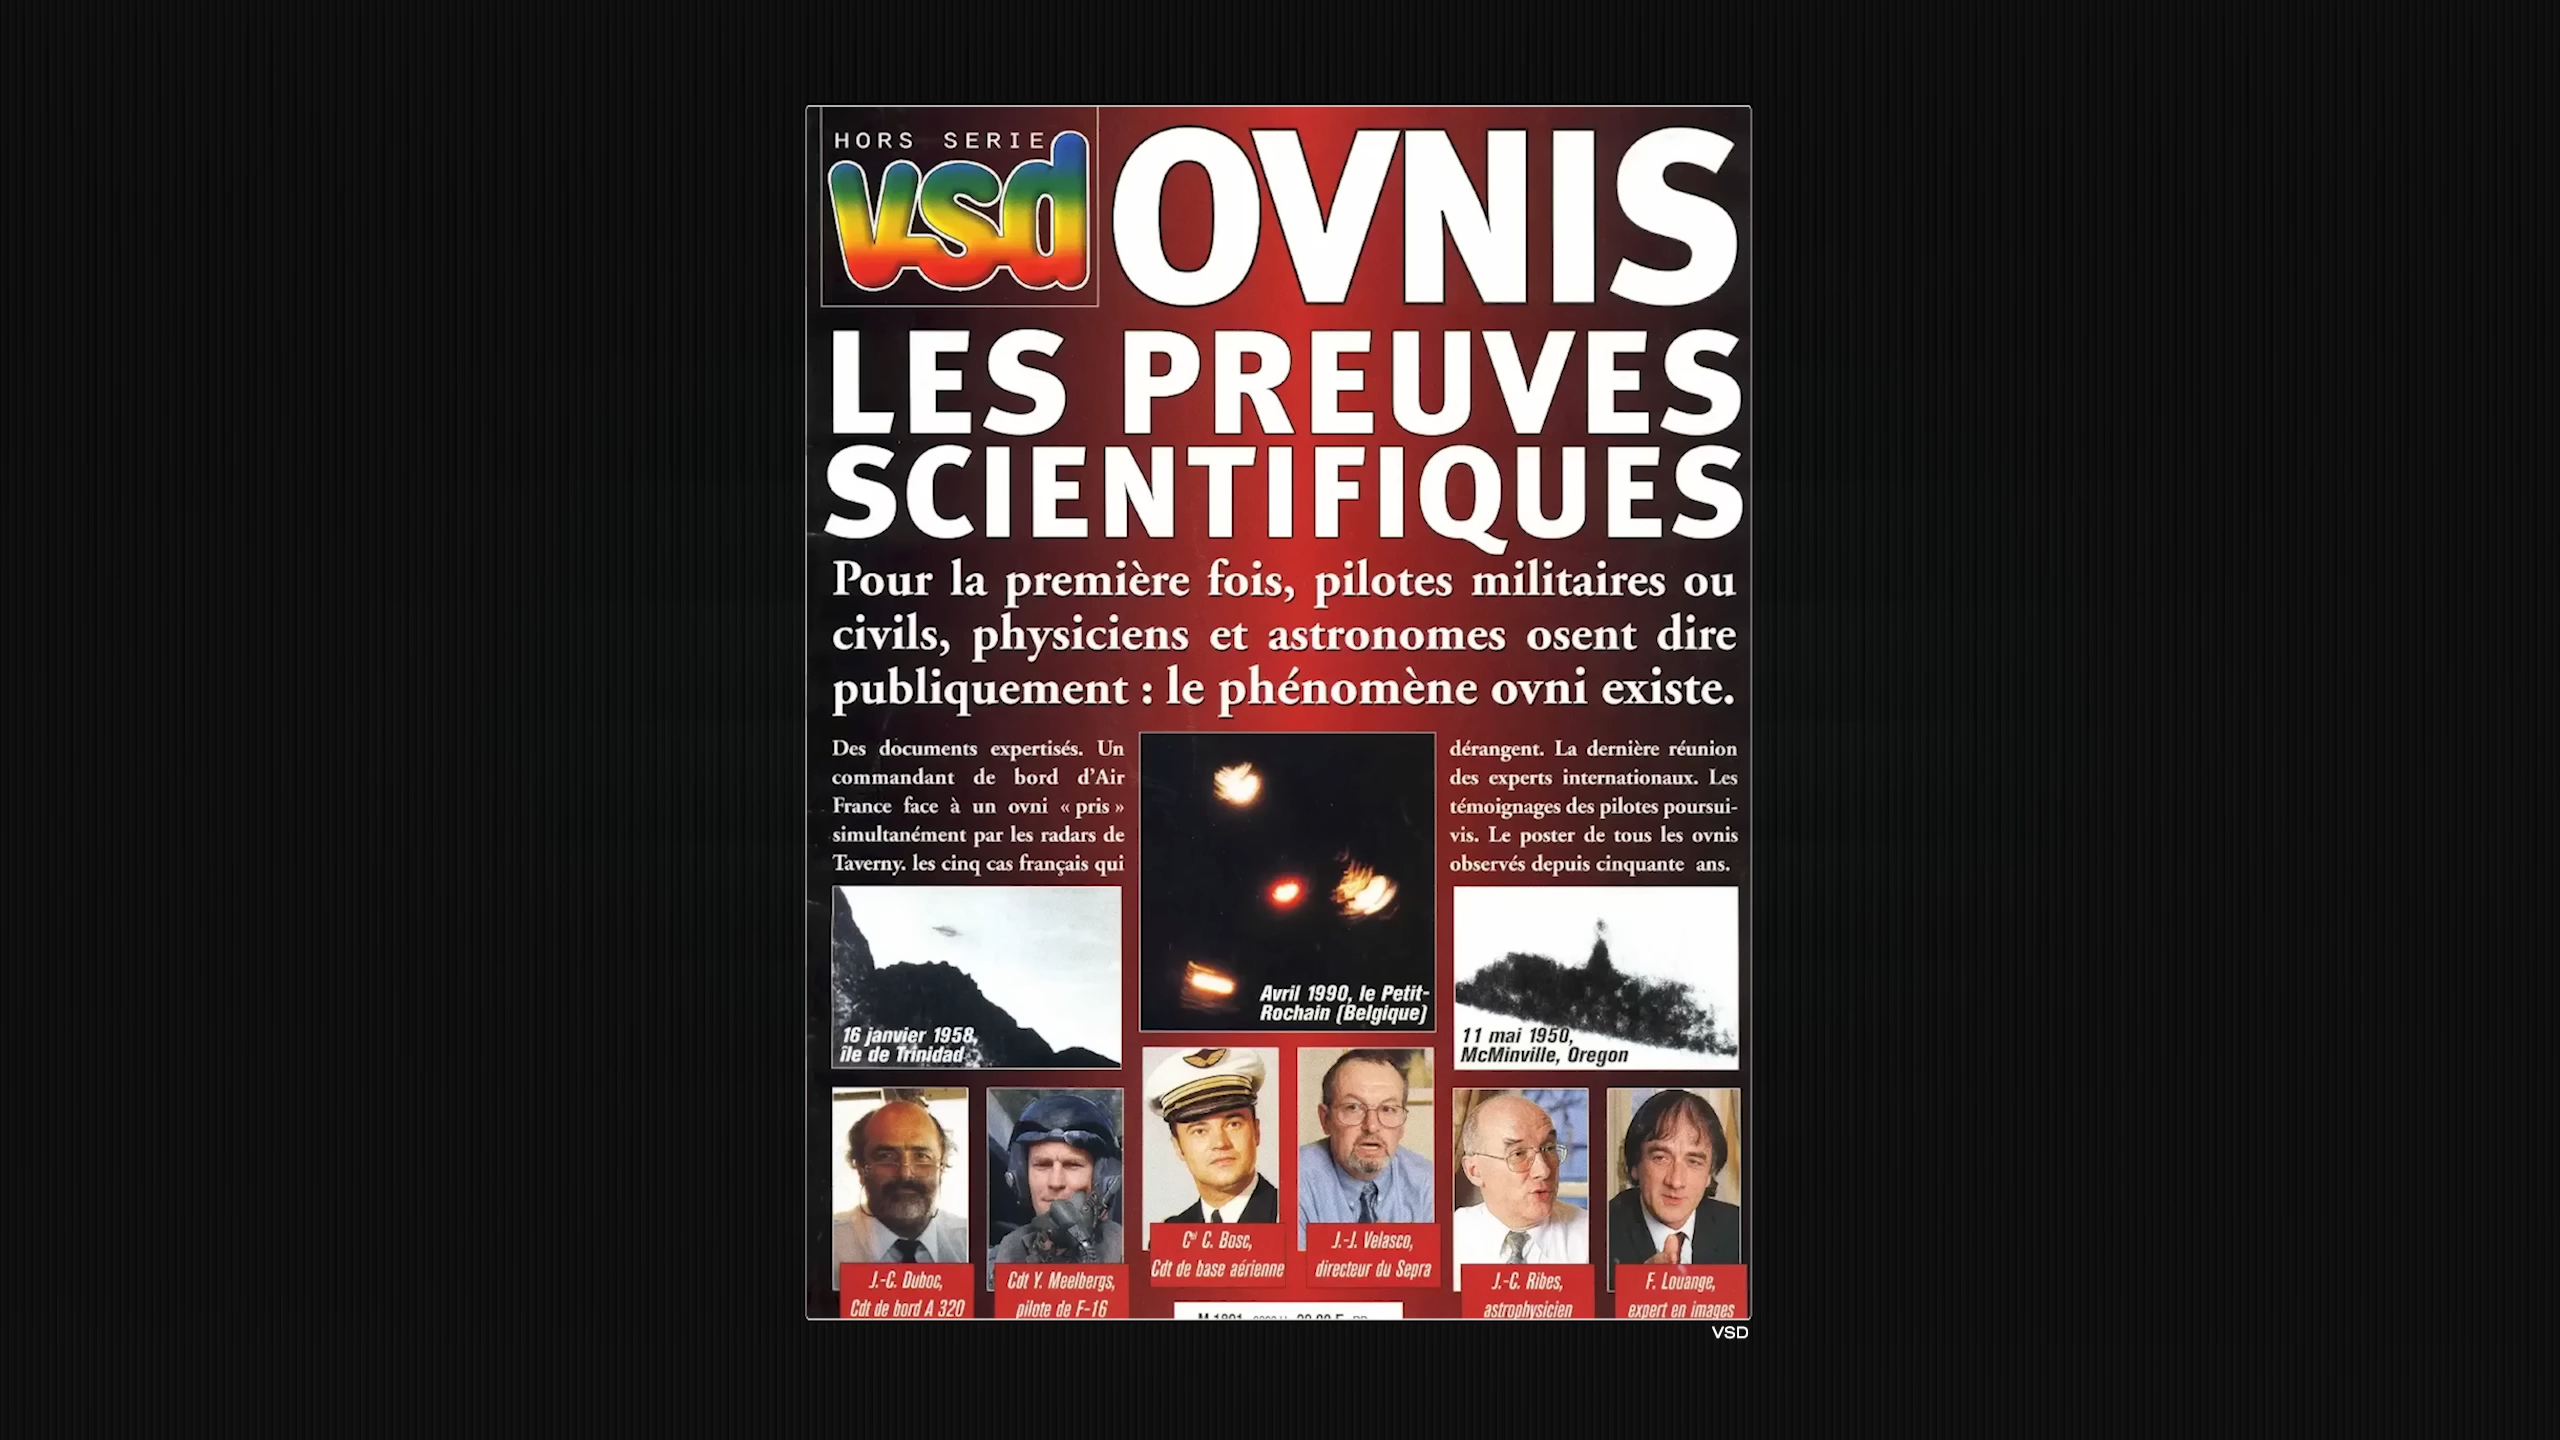 HORS SERIE
vsd
OVNIS
LES PREUVES
SCIENTIFIQUES
Pour la première fois, pilotes militaires ou
civils, physiciens et astronomes osent dire
publiquement : le phénomène ovni existe.
Des documents expertisés. Un
commandant de bord d’Air
France face à un ovni « pris »
simultanément par les radars de
Taverny. les cinq cas français qui
dérangent. La dernière réunion
des experts internationaux. Les
témoignages des pilotes poursui-
vis. Le poster de tous les ovnis
observés depuis cinquante ans.
16 janvier 1958,
île de Trinidad
Avril 1990, le Petit-
Rochain (Belgique)
11 mai 1950,
McMinville, Oregon
J.-C. Duboc,
Cdt de bord A 320
Cdt Y. Meelbergs,
pilote de F-16
Cel C. Bosc,
Cdt de base aérienne
J.-J. Velasco,
directeur du Sepra
J.-C. Ribes,
astrophysicien
F. Louange,
expert en images
VSD